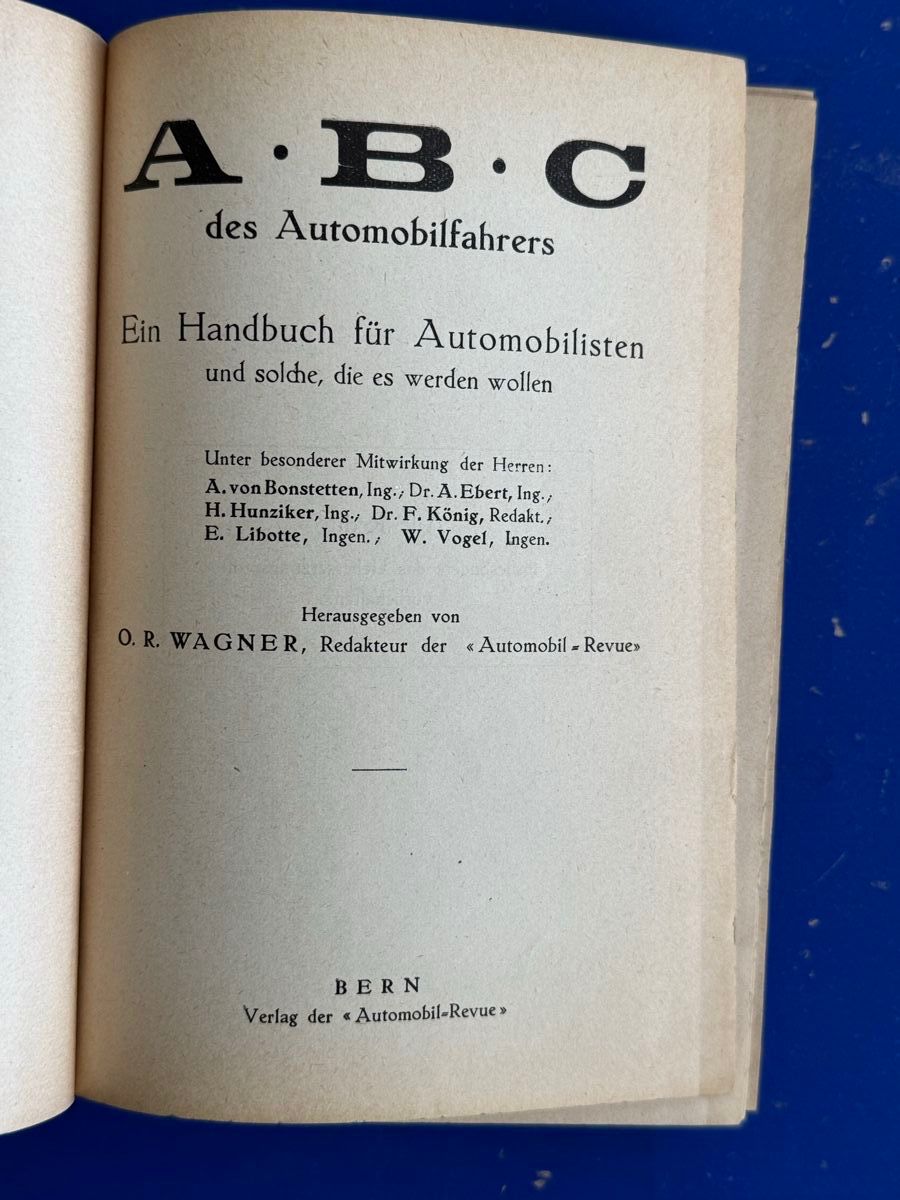 A · B · C
des Automobilfahrers
Ein Handbuch für Automobilisten
und solche, die es werden wollen
Unter besonderer Mitwirkung der Herren:
A. von Bonstetten, Ing., Dr. A. Ebert, Ing.,
H. Hunziker, Ing., Dr. F. König, Redakt.,
E. Libotte, Ingen., W. Vogel, Ingen.
Herausgegeben von
O. R. WAGNER, Redakteur der «Automobil-Revue»
BERN
Verlag der «Automobil-Revue»